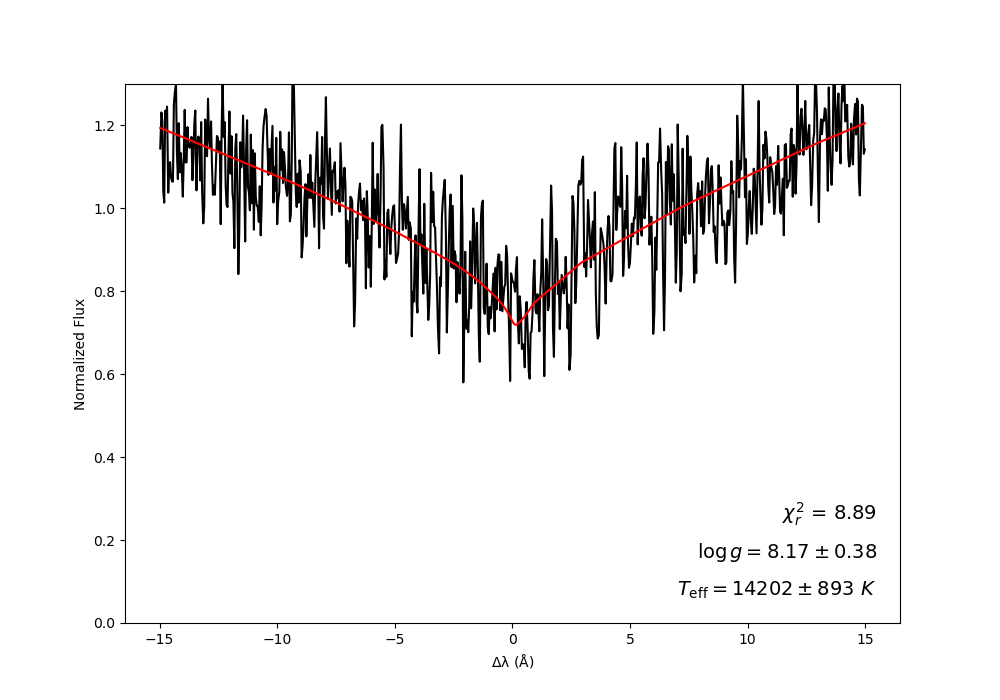 1.2
1.0
0.8
0.6
0.4
0.2
0.0
Normalized Flux
χ²ᵣ = 8.89
log g = 8.17 ± 0.38
T_eff = 14202 ± 893 K
−15 −10 −5 0 5 10 15
Δλ (Å)